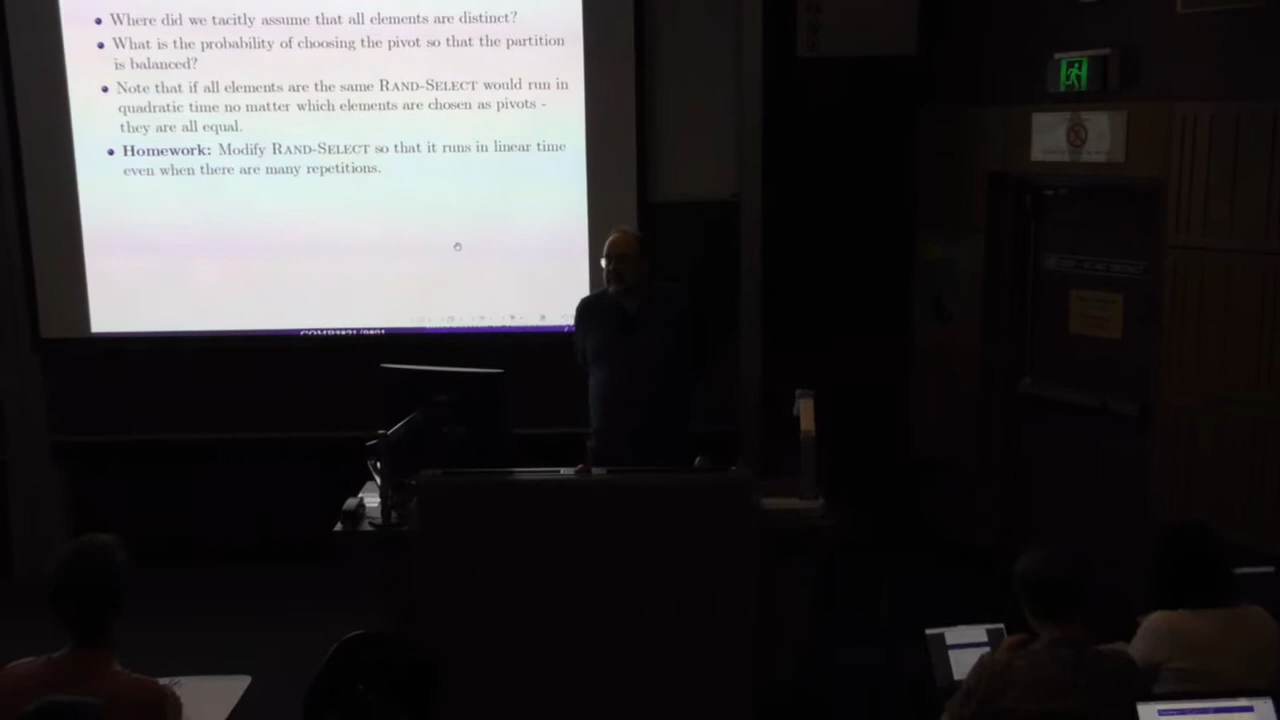 • Where did we tacitly assume that all elements are distinct?
• What is the probability of choosing the pivot so that the partition
is balanced?
• Note that if all elements are the same RAND-SELECT would run in
quadratic time no matter which elements are chosen as pivots -
they are all equal.
• Homework: Modify RAND-SELECT so that it runs in linear time
even when there are many repetitions.